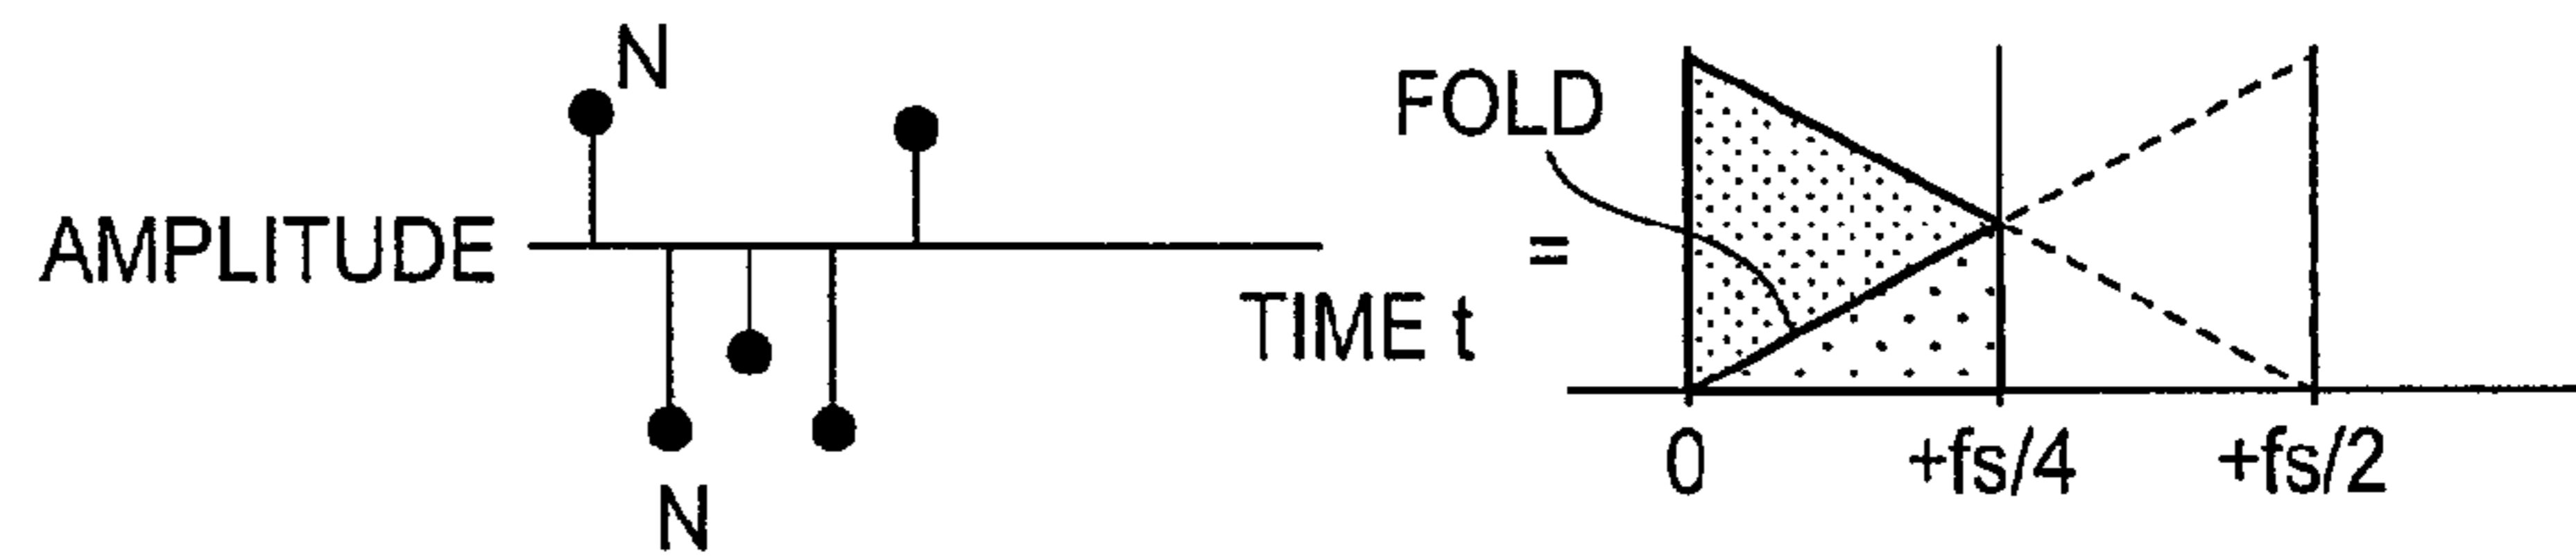 N
AMPLITUDE
N
TIME t
FOLD
=
0
+fs/4
+fs/2